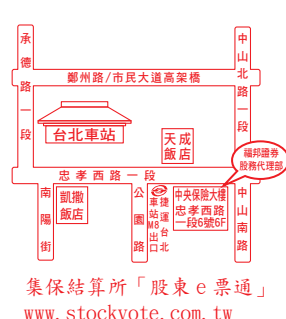 承德路一段
中山北路一段
鄭州路/市民大道高架橋
台北車站
天成
飯店
福邦證券
股務代理部
忠孝西路一段
南陽街
凱撒
飯店
公園路
捷運台北
車站M8出口
中央保險大樓
忠孝西路
一段6號6F
中山南路
集保結算所「股東e票通」
www.stockvote.com.tw